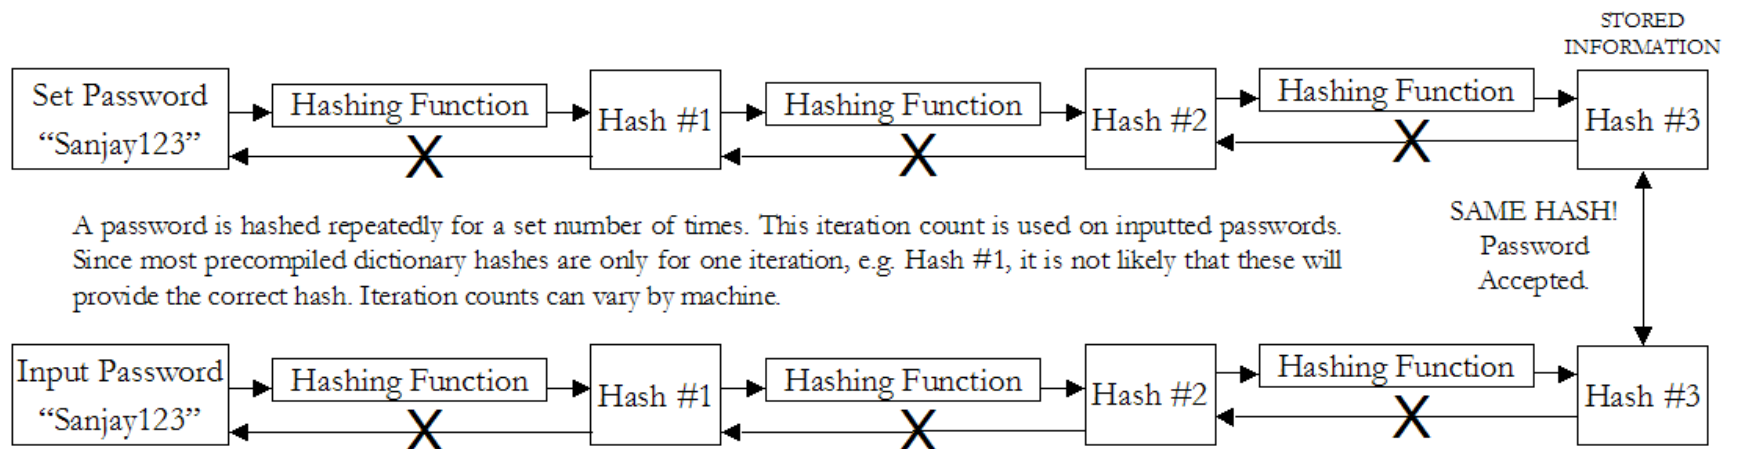 STORED
INFORMATION
Set Password
“Sanjay123”
Hashing Function
Hash #1
Hashing Function
Hash #2
Hashing Function
Hash #3
X
X
X
A password is hashed repeatedly for a set number of times. This iteration count is used on inputted passwords.
Since most precompiled dictionary hashes are only for one iteration, e.g. Hash #1, it is not likely that these will
provide the correct hash. Iteration counts can vary by machine.
SAME HASH!
Password
Accepted.
Input Password
“Sanjay123”
Hashing Function
Hash #1
Hashing Function
Hash #2
Hashing Function
Hash #3
X
X
X